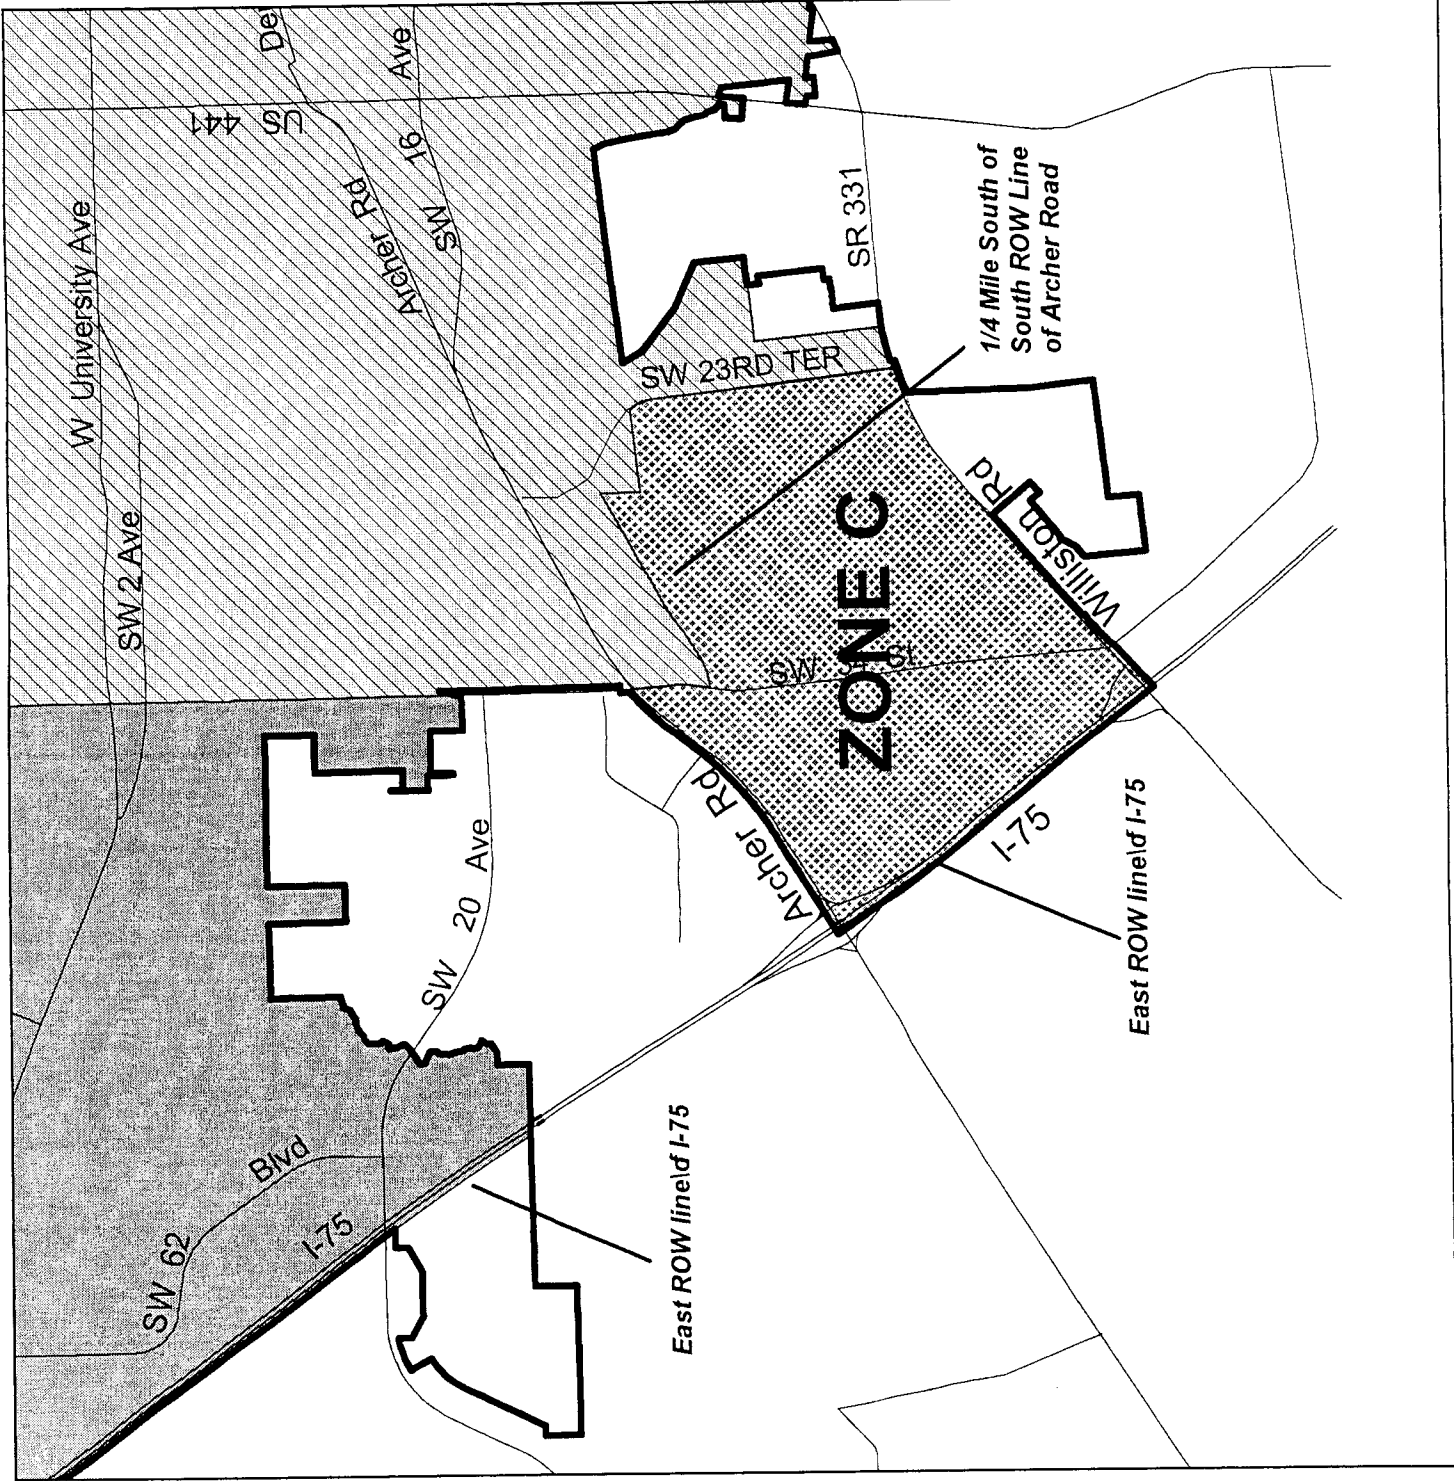 W University Ave
SW 2 Ave
US 441
Archer Rd
SW 16 Ave
SW 23RD TER
SR 331
1/4 Mile South of
South ROW Line
of Archer Road
ZONE C
Williston Rd
Archer Rd
I-75
East ROW line\d I-75
SW 20 Ave
SW 62 Blvd
I-75
East ROW line\d I-75